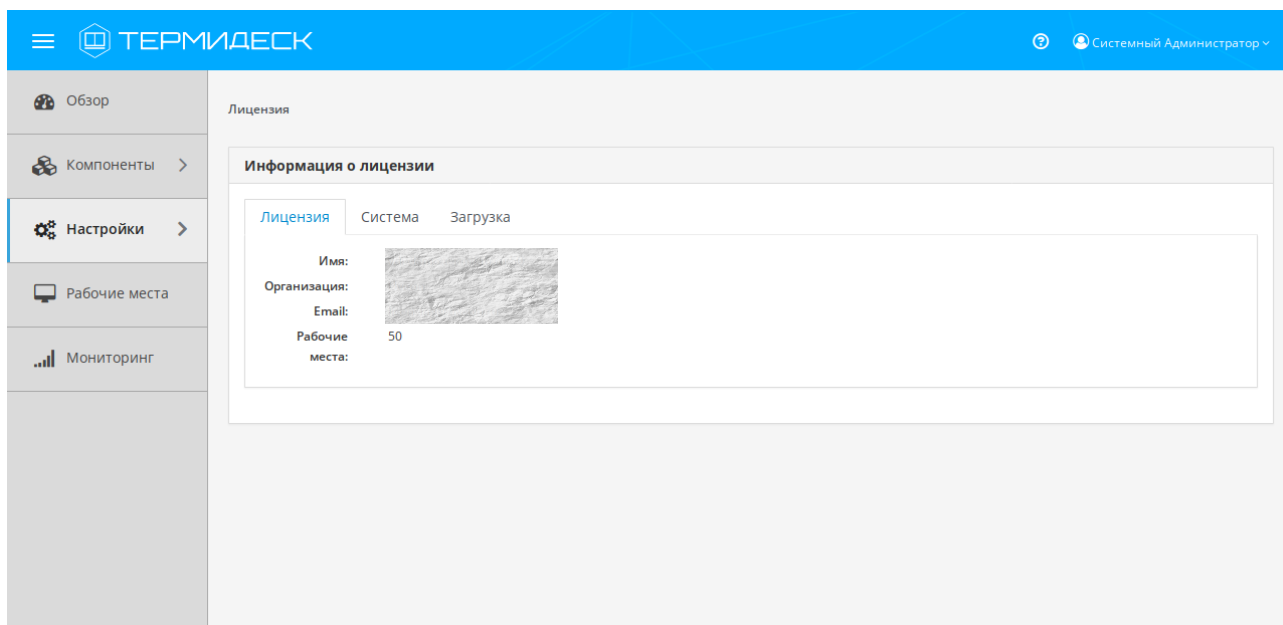 ТЕРМИДЕСК
Системный Администратор
Обзор
Лицензия
Компоненты
Информация о лицензии
Настройки
Лицензия Система Загрузка
Имя:
Организация:
Рабочие места
Email:
Рабочие 50
места:
Мониторинг